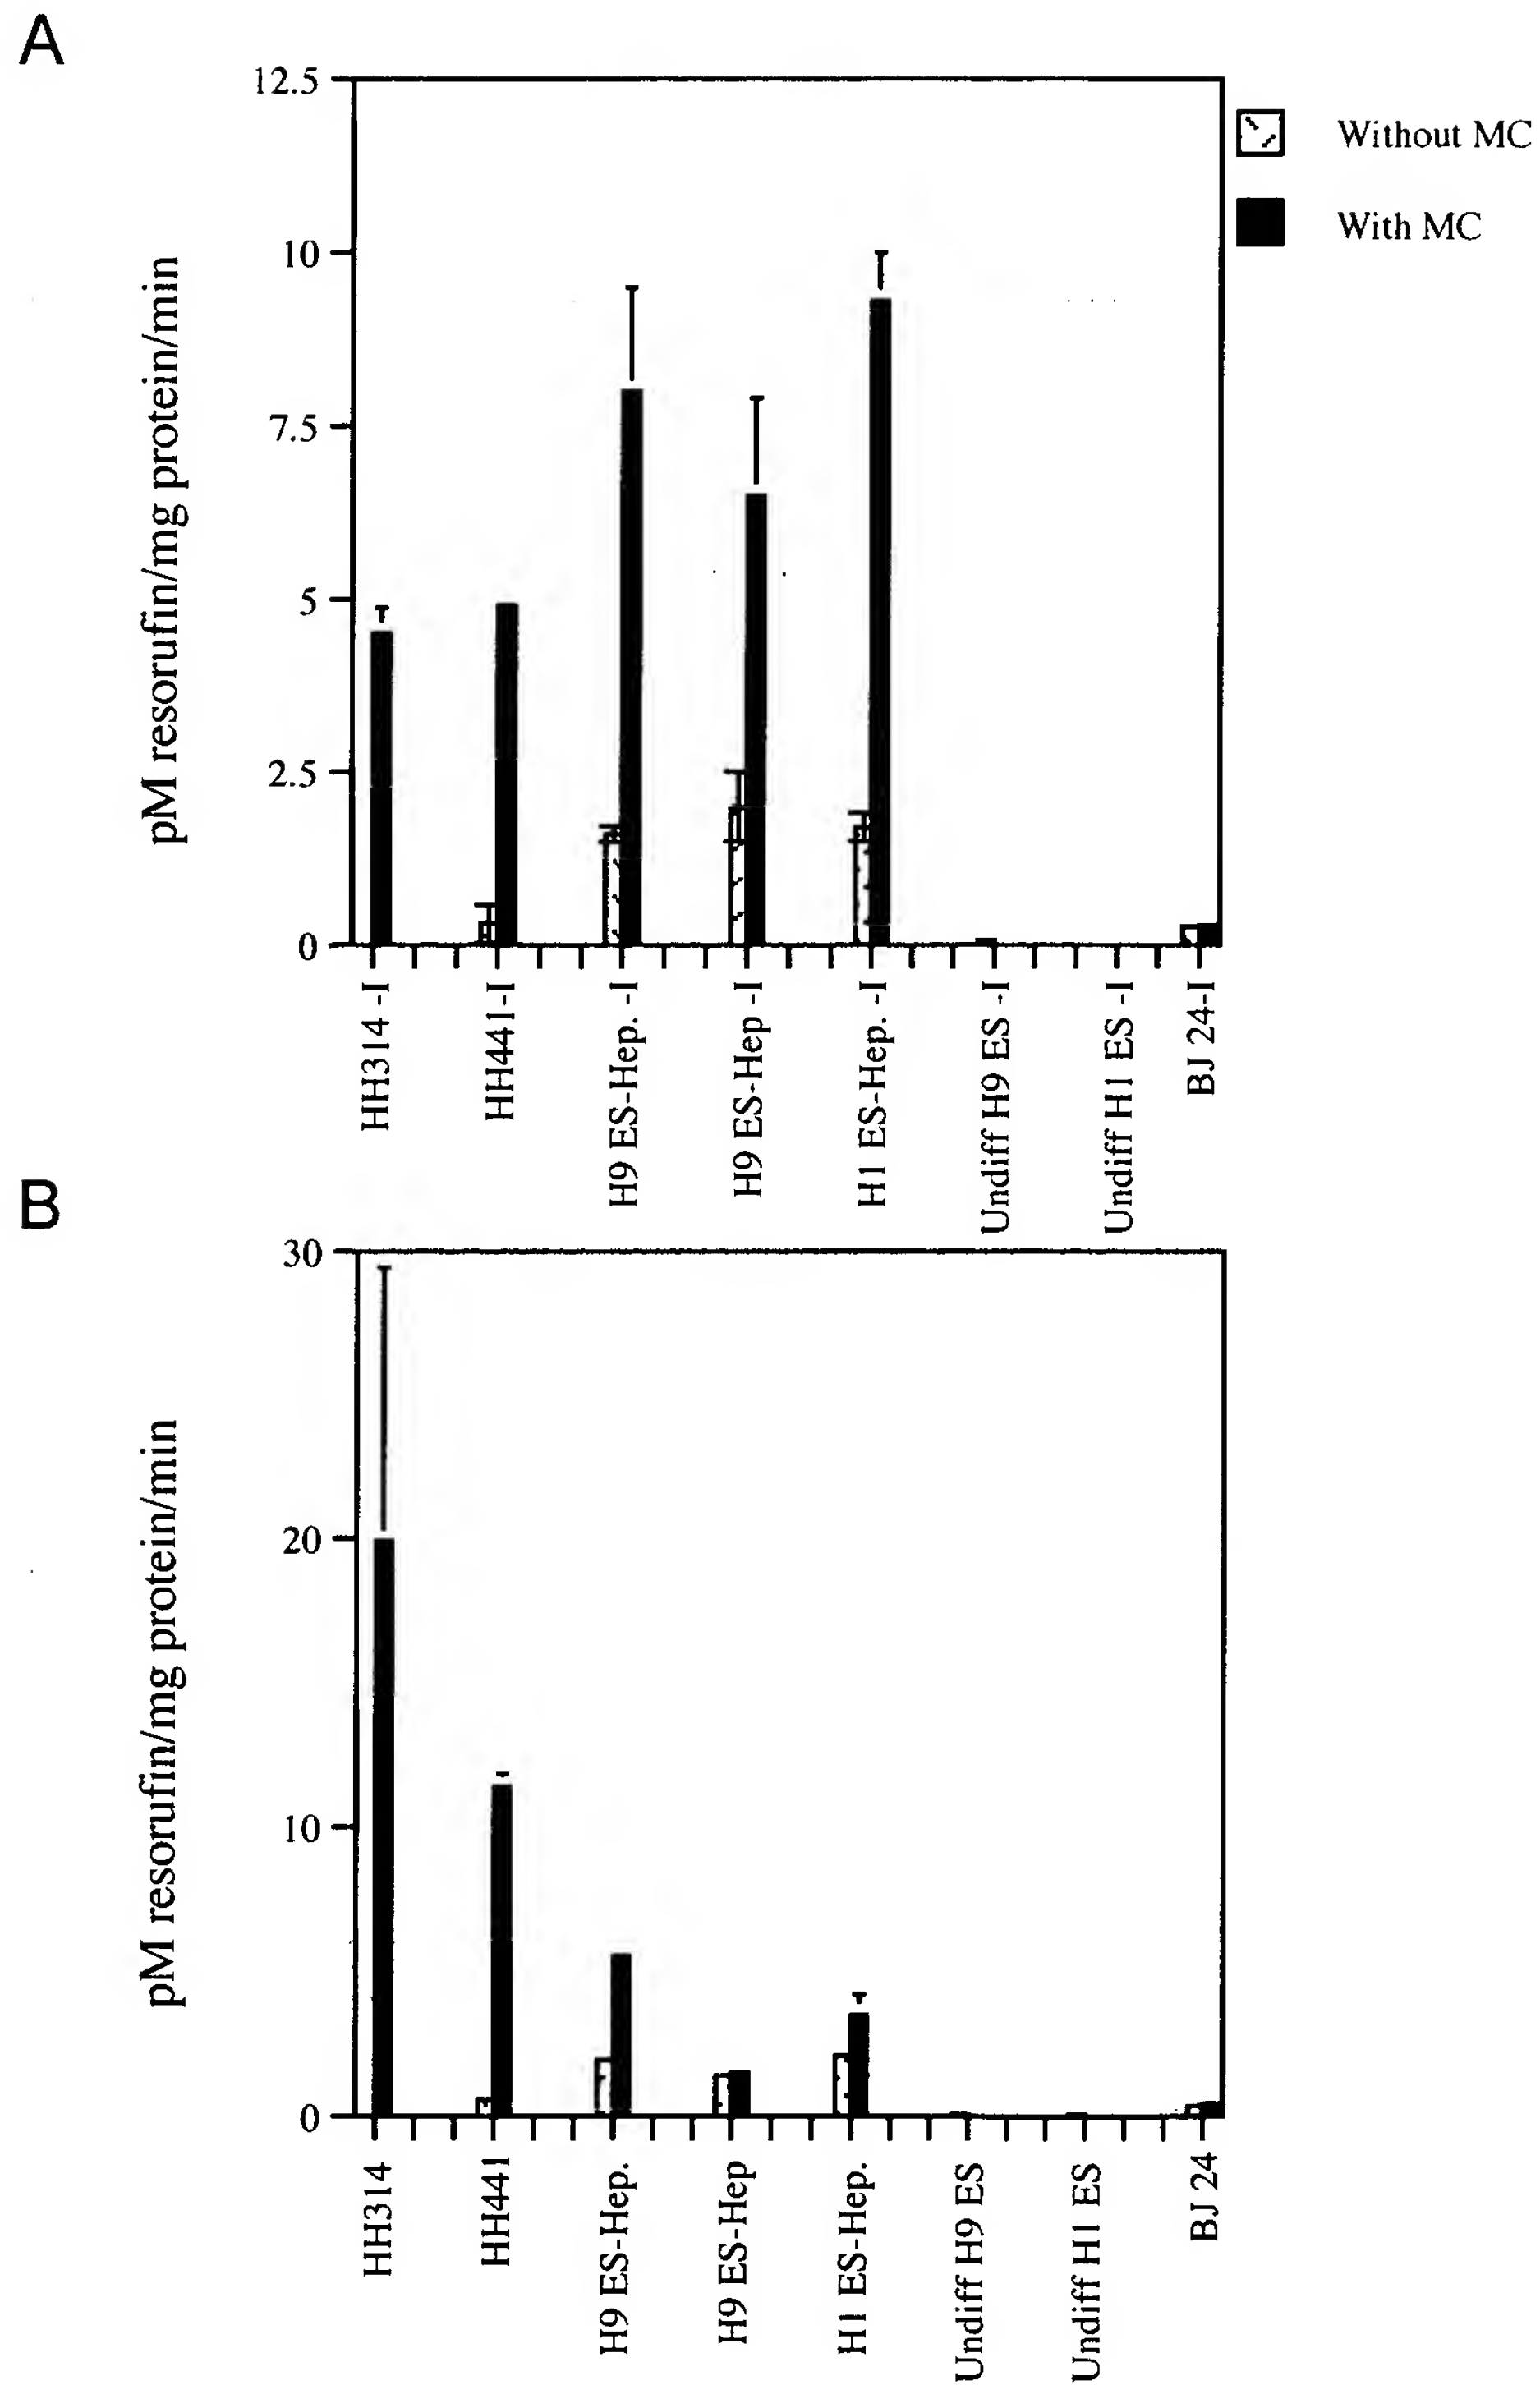 A
12.5
10
7.5
5
2.5
0
pM resorufin/mg protein/min
Without MC
With MC
HH314 -I
HH441-I
H9 ES-Hep. -I
H9 ES-Hep -I
H1 ES-Hep. -I
Undiff H9 ES -I
Undiff H1 ES -I
BJ 24-I
B
30
20
10
0
pM resorufin/mg protein/min
HH314
HH441
H9 ES-Hep.
H9 ES-Hep
H1 ES-Hep.
Undiff H9 ES
Undiff H1 ES
BJ 24